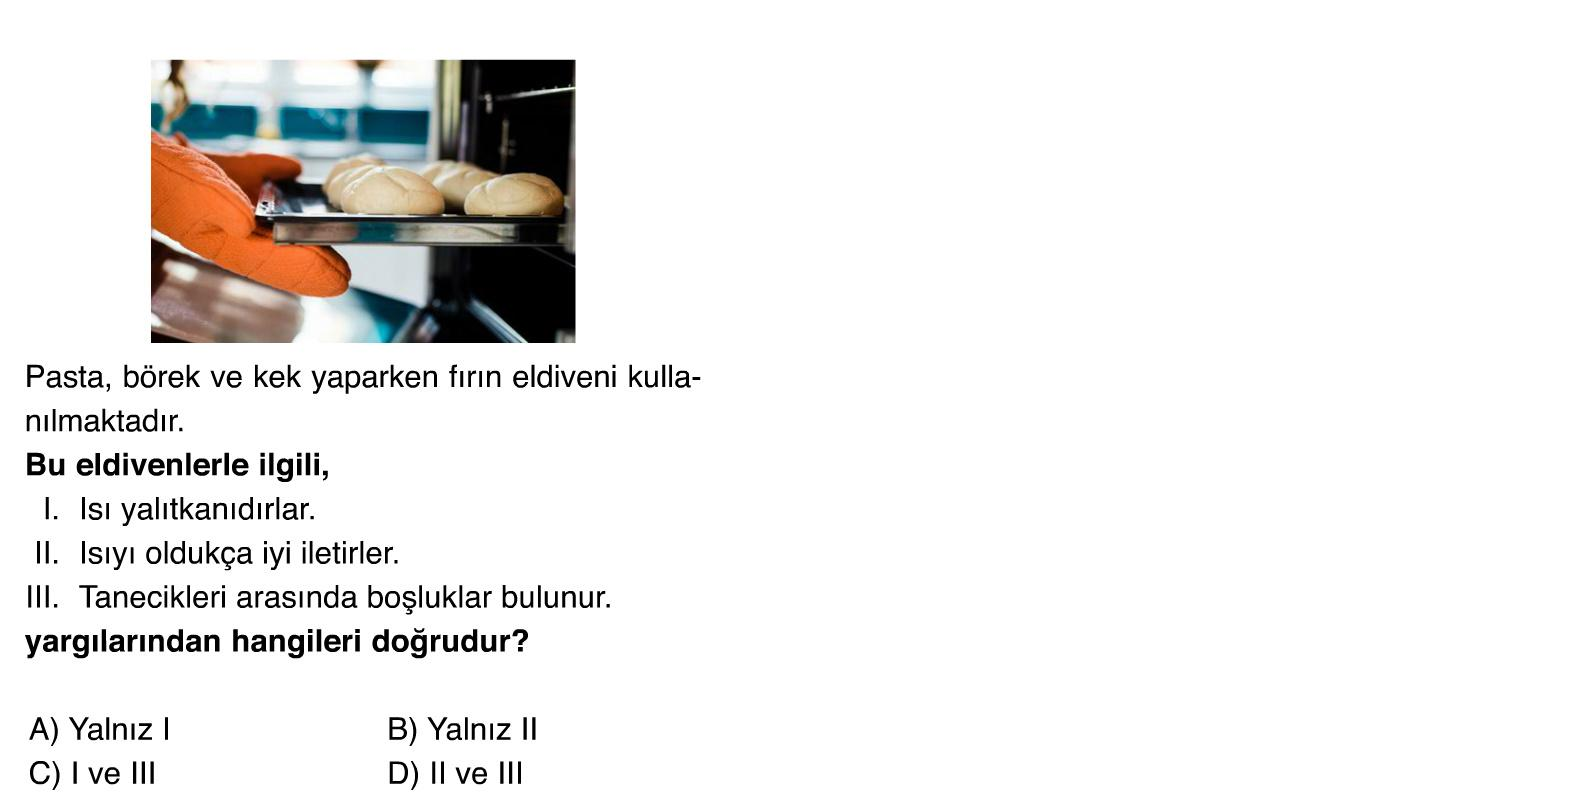 Pasta, börek ve kek yaparken fırın eldiveni kulla-
nılmaktadır.
Bu eldivenlerle ilgili,
I. Isı yalıtkanıdırlar.
II. Isıyı oldukça iyi iletirler.
III. Tanecikleri arasında boşluklar bulunur.
yargılarından hangileri doğrudur?
A) Yalnız I B) Yalnız II
C) I ve III D) II ve III